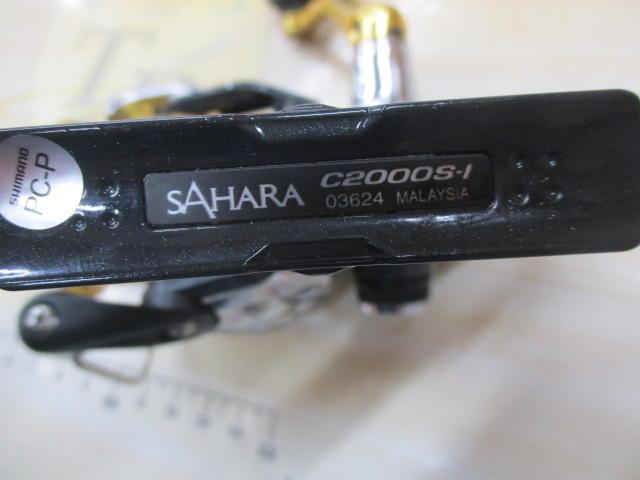 SHIMANO
PC-P
SAHARA
C2000S-I
03624 MALAYSIA